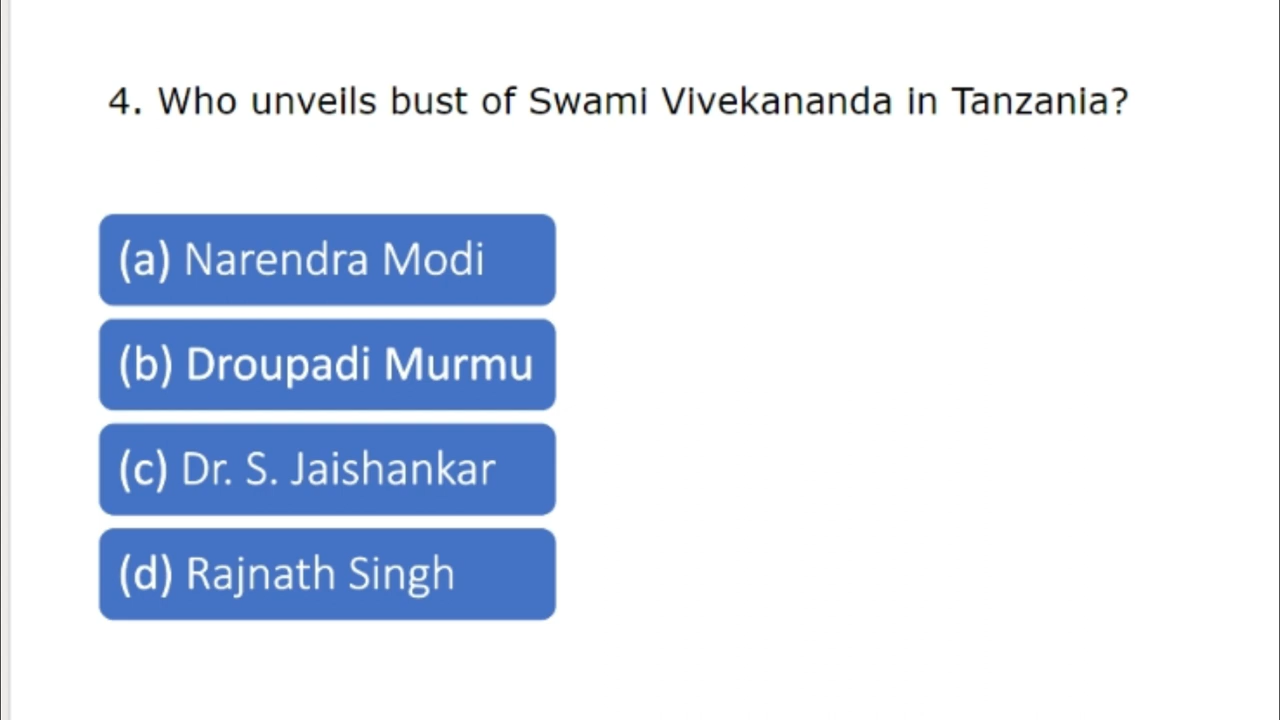 4. Who unveils bust of Swami Vivekananda in Tanzania?
(a) Narendra Modi
(b) Droupadi Murmu
(c) Dr. S. Jaishankar
(d) Rajnath Singh